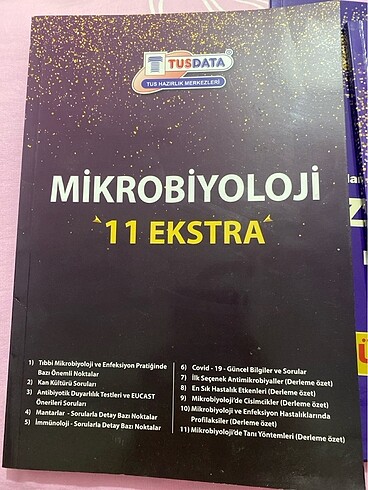 TUSDATA
TUS HAZIRLIK MERKEZLERİ
MİKROBİYOLOJİ
11 EKSTRA
1) Tıbbi Mikrobiyoloji ve Enfeksiyon Pratiğinde
Bazı Önemli Noktalar
2) Kan Kültürü Soruları
3) Antibiyotik Duyarlılık Testleri ve EUCAST
Önerileri Soruları
4) Mantarlar - Sorularla Detay Bazı Noktalar
5) İmmünoloji - Sorularla Detay Bazı Noktalar
6) Covid - 19 - Güncel Bilgiler ve Sorular
7) İlk Seçenek Antimikrobiyaller (Derleme özet)
8) En Sık Hastalık Etkenleri (Derleme özet)
9) Mikrobiyoloji'de Cisimcikler (Derleme özet)
10) Mikrobiyoloji ve Enfeksiyon Hastalıklarında
Profilaksiler (Derleme özet)
11) Mikrobiyoloji'de Tanı Yöntemleri (Derleme özet)